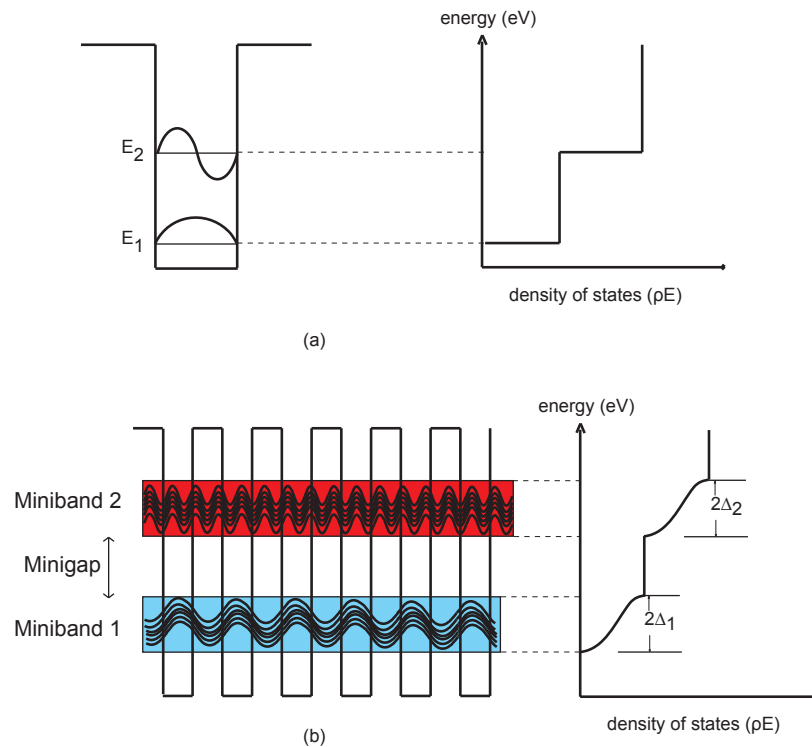 energy (eV)
E2
E1
density of states (ρE)
(a)
energy (eV)
Miniband 2
2Δ2
Minigap
Miniband 1
2Δ1
density of states (ρE)
(b)